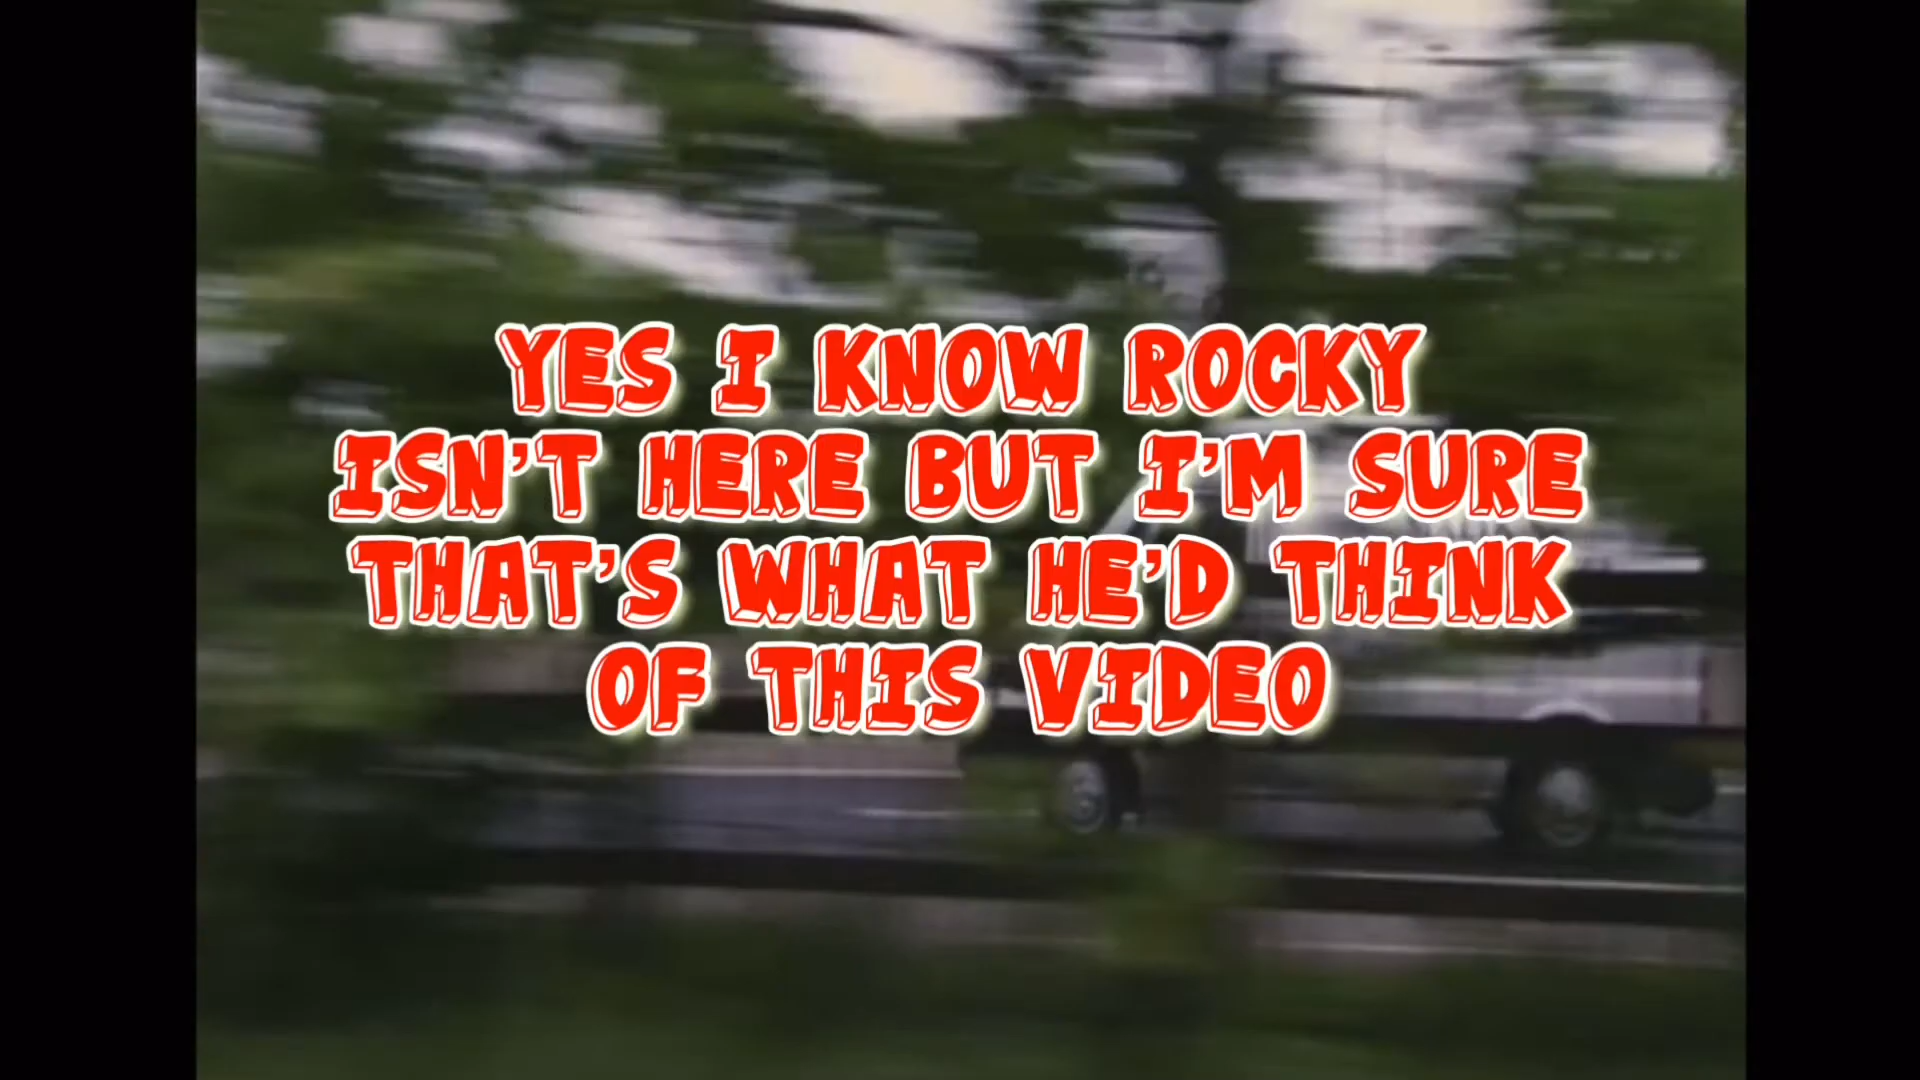 YES I KNOW ROCKY
ISN'T HERE BUT I'M SURE
THAT'S WHAT HE'D THINK
OF THIS VIDEO